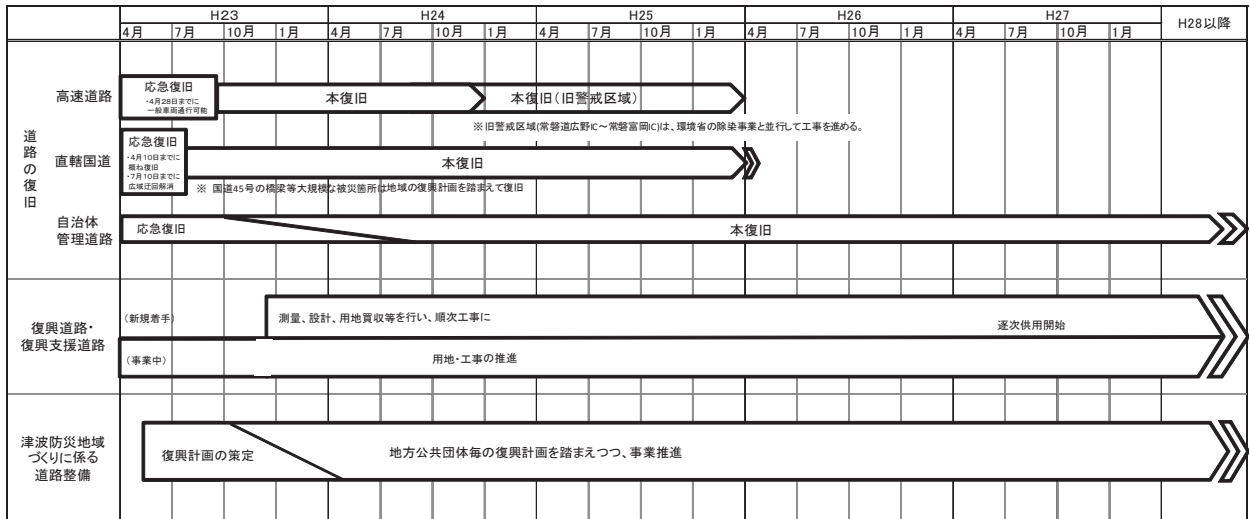 H23 H24 H25 H26 H27 H28以降
4月 7月 10月 1月 4月 7月 10月 1月 4月 7月 10月 1月 4月 7月 10月 1月 4月 7月 10月 1月
道路の復旧
高速道路
応急復旧
・4月28日までに
一般車両通行可能
本復旧
本復旧(旧警戒区域)
※旧警戒区域(常磐道広野IC～常磐富岡IC)は、環境省の除染事業と並行して工事を進める。
直轄国道
応急復旧
・4月10日までに
概ね復旧
・7月10日までに
広域迂回解消
本復旧
※ 国道45号の橋梁等大規模な被災箇所は地域の復興計画を踏まえて復旧
自治体
管理道路
応急復旧
本復旧
復興道路・
復興支援道路
(新規着手)
測量、設計、用地買収等を行い、順次工事に
逐次供用開始
(事業中)
用地・工事の推進
津波防災地域
づくりに係る
道路整備
復興計画の策定
地方公共団体毎の復興計画を踏まえつつ、事業推進